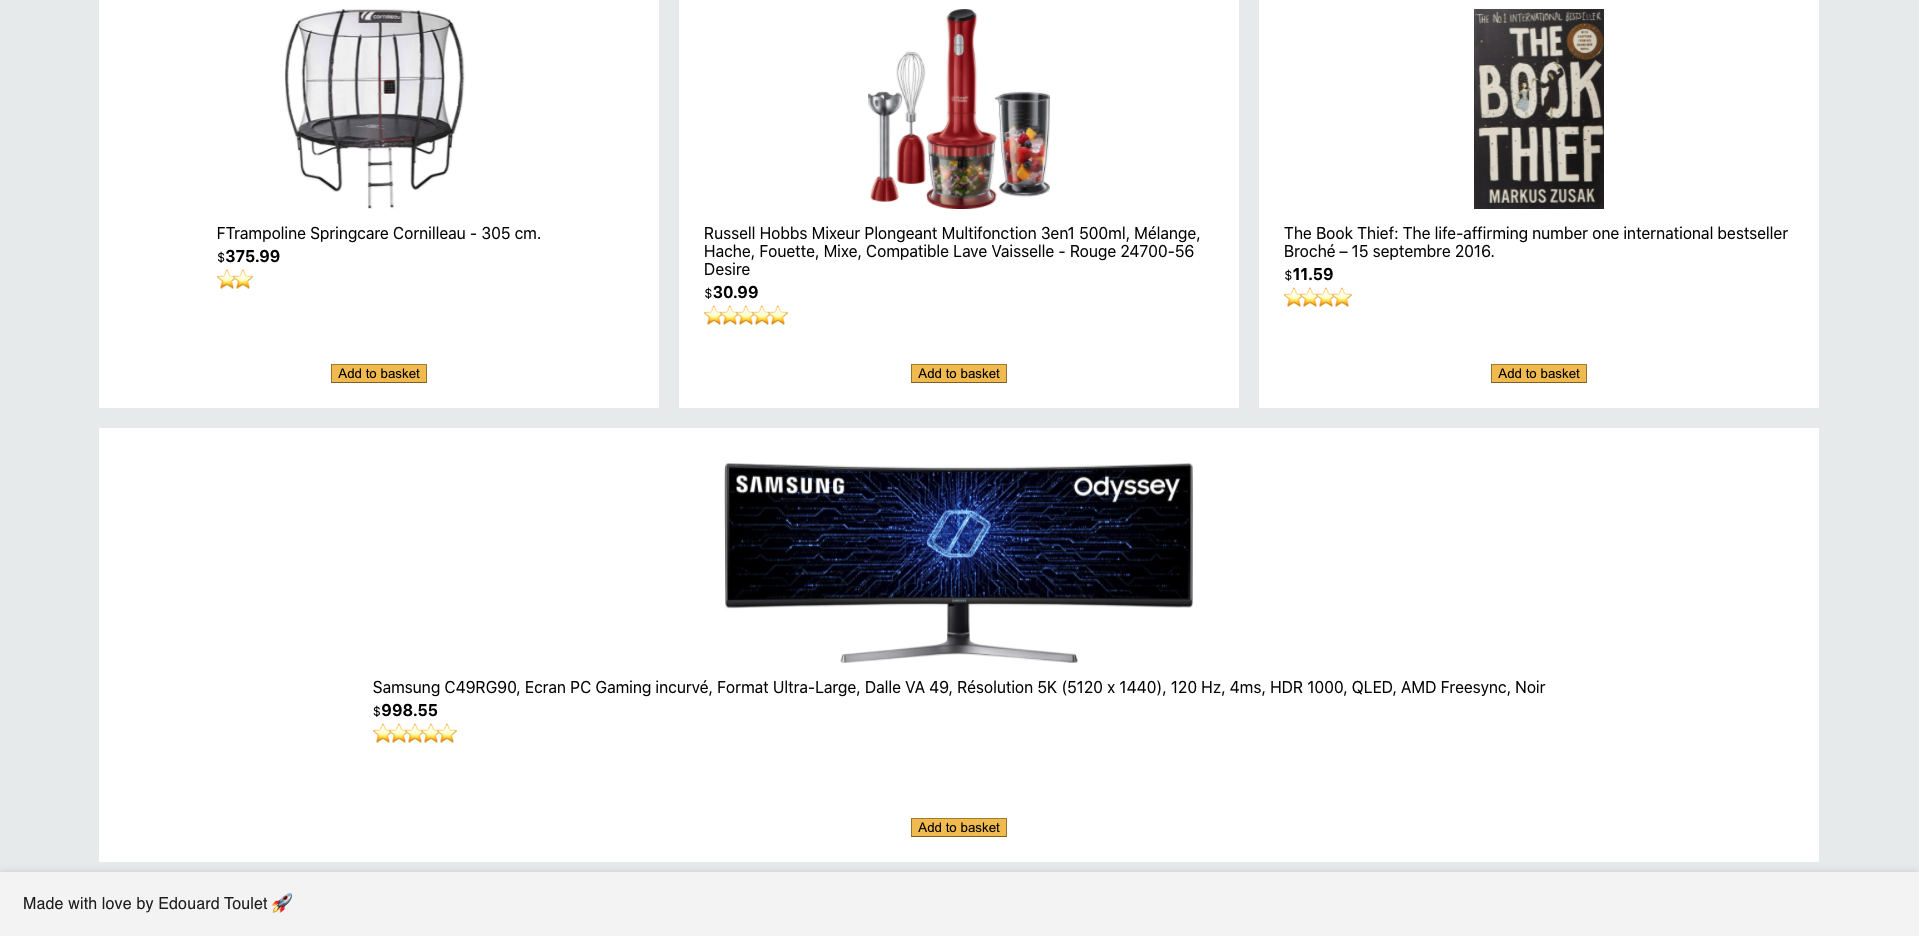 cornilleau
THE NO 1 INTERNATIONAL BESTSELLER
THE
BOOK
THIEF
MARKUS ZUSAK
FTrampoline Springcare Cornilleau - 305 cm.
$375.99
Add to basket
Russell Hobbs Mixeur Plongeant Multifonction 3en1 500ml, Mélange,
Hache, Fouette, Mixe, Compatible Lave Vaisselle - Rouge 24700-56
Desire
$30.99
Add to basket
The Book Thief: The life-affirming number one international bestseller
Broché – 15 septembre 2016.
$11.59
Add to basket
SAMSUNG
Odyssey
Samsung C49RG90, Ecran PC Gaming incurvé, Format Ultra-Large, Dalle VA 49, Résolution 5K (5120 x 1440), 120 Hz, 4ms, HDR 1000, QLED, AMD Freesync, Noir
$998.55
Add to basket
Made with love by Edouard Toulet 🚀